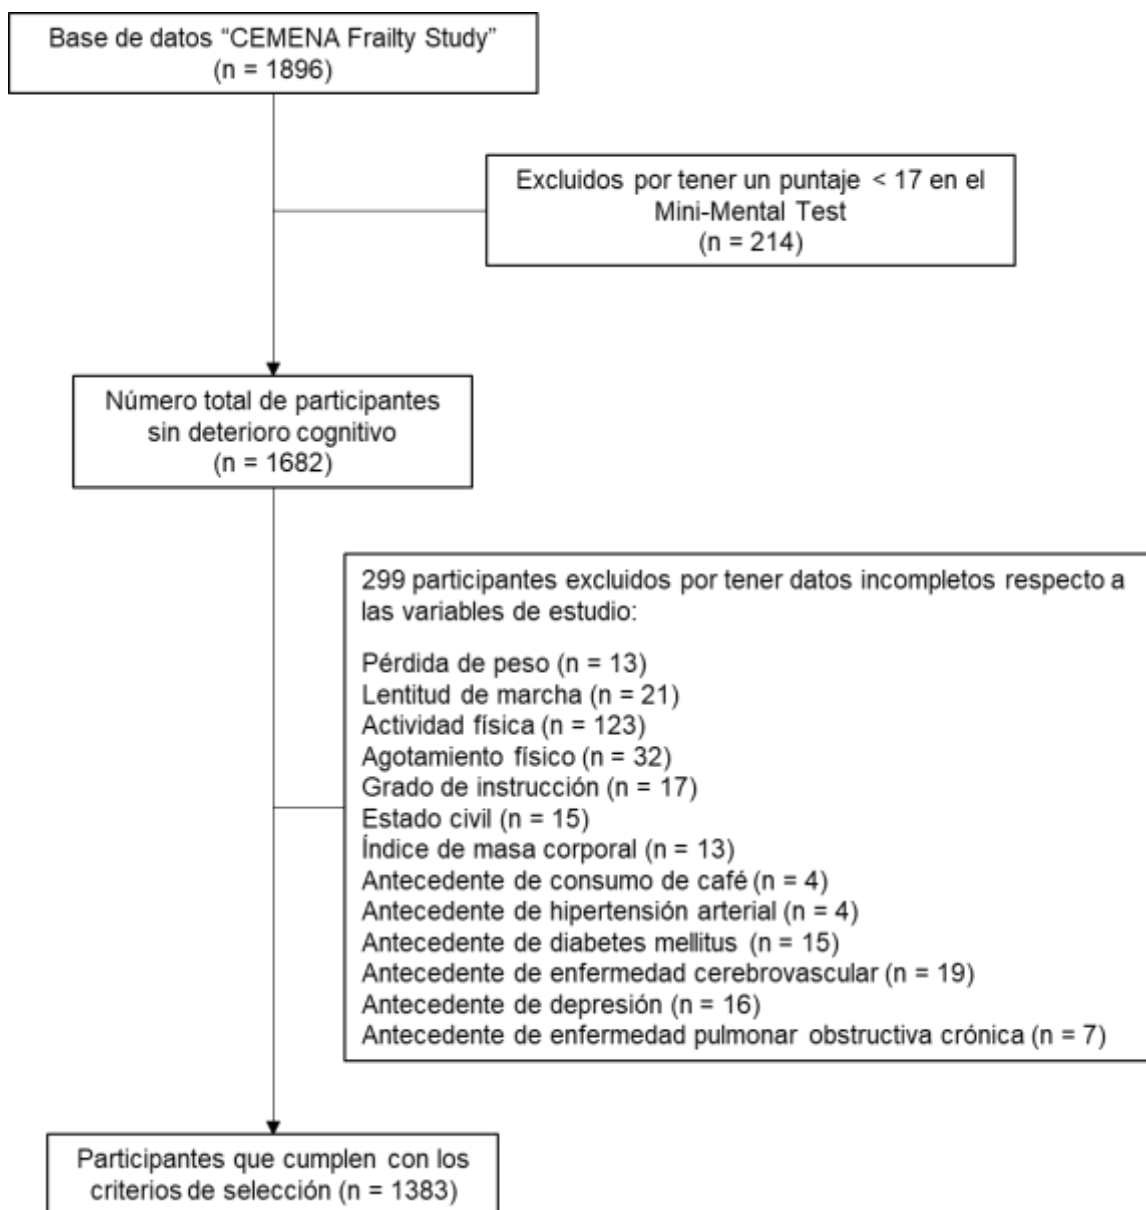 Base de datos “CEMENA Frailty Study”
(n = 1896)
Excluidos por tener un puntaje < 17 en el
Mini-Mental Test
(n = 214)
Número total de participantes
sin deterioro cognitivo
(n = 1682)
299 participantes excluidos por tener datos incompletos respecto a
las variables de estudio:
Pérdida de peso (n = 13)
Lentitud de marcha (n = 21)
Actividad física (n = 123)
Agotamiento físico (n = 32)
Grado de instrucción (n = 17)
Estado civil (n = 15)
Índice de masa corporal (n = 13)
Antecedente de consumo de café (n = 4)
Antecedente de hipertensión arterial (n = 4)
Antecedente de diabetes mellitus (n = 15)
Antecedente de enfermedad cerebrovascular (n = 19)
Antecedente de depresión (n = 16)
Antecedente de enfermedad pulmonar obstructiva crónica (n = 7)
Participantes que cumplen con los
criterios de selección (n = 1383)